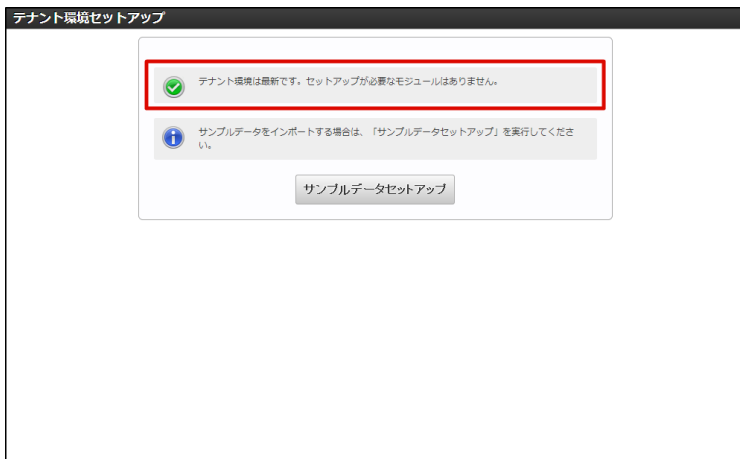 テナント環境セットアップ
テナント環境は最新です。セットアップが必要なモジュールはありません。
サンプルデータをインポートする場合は、「サンプルデータセットアップ」を実行してくださ
い。
サンプルデータセットアップ